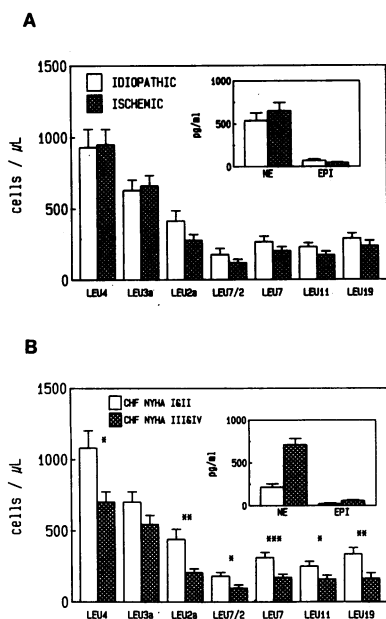 A
1500
1000
500
0
cells / µL
IDIOPATHIC
ISCHEMIC
1000
500
0
pg/ml
NE EPI
LEU4 LEU3a LEU2a LEU7/2 LEU7 LEU11 LEU19
B
1500
1000
500
0
cells / µL
CHF NYHA I&II
CHF NYHA III&IV
1000
500
0
pg/ml
NE EPI
* ** * *** * **
LEU4 LEU3a LEU2a LEU7/2 LEU7 LEU11 LEU19